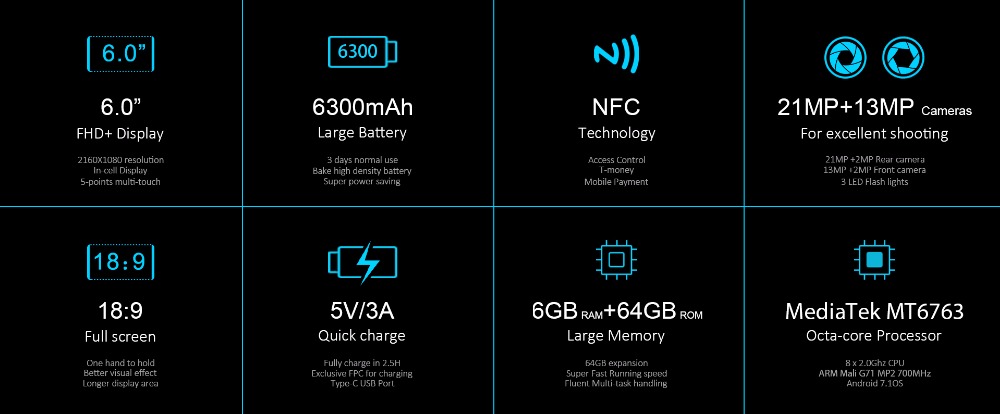 6.0"
6.0"
FHD+ Display
2160X1080 resolution
In-cell Display
5-points multi-touch
6300
6300mAh
Large Battery
3 days normal use
Bake high density battery
Super power saving
NFC
Technology
Access Control
T-money
Mobile Payment
21MP+13MP Cameras
For excellent shooting
21MP +2MP Rear camera
13MP +2MP Front camera
3 LED Flash lights
18:9
18:9
Full screen
One hand to hold
Better visual effect
Longer display area
5V/3A
Quick charge
Fully charge in 2.5H
Exclusive FPC for charging
Type-C USB Port
6GB RAM+64GB ROM
Large Memory
64GB expansion
Super Fast Running speed
Fluent Multi-task handling
MediaTek MT6763
Octa-core Processor
8 x 2.0Ghz CPU
ARM Mali G71 MP2 700MHz
Android 7.1OS